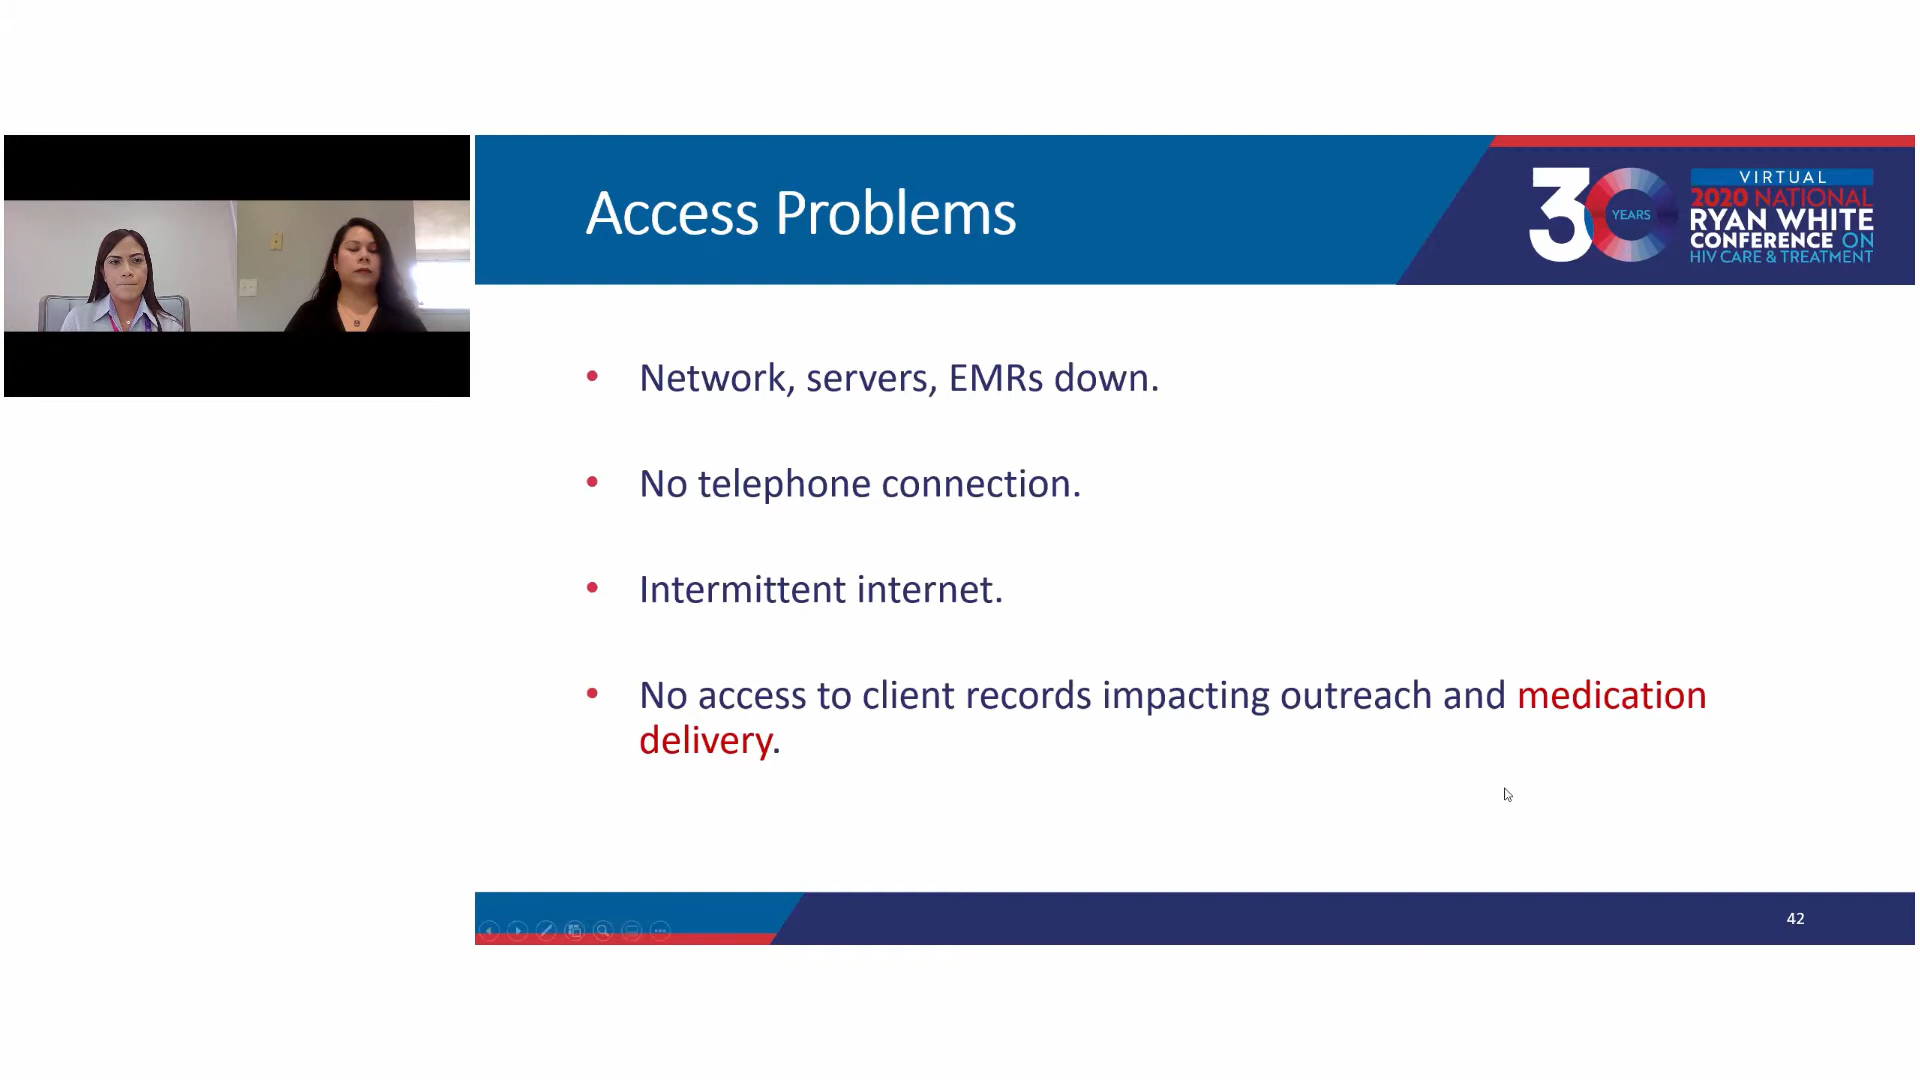 Access Problems
30 YEARS
VIRTUAL
2020 NATIONAL
RYAN WHITE
CONFERENCE ON
HIV CARE & TREATMENT
• Network, servers, EMRs down.
• No telephone connection.
• Intermittent internet.
• No access to client records impacting outreach and medication
delivery.
42